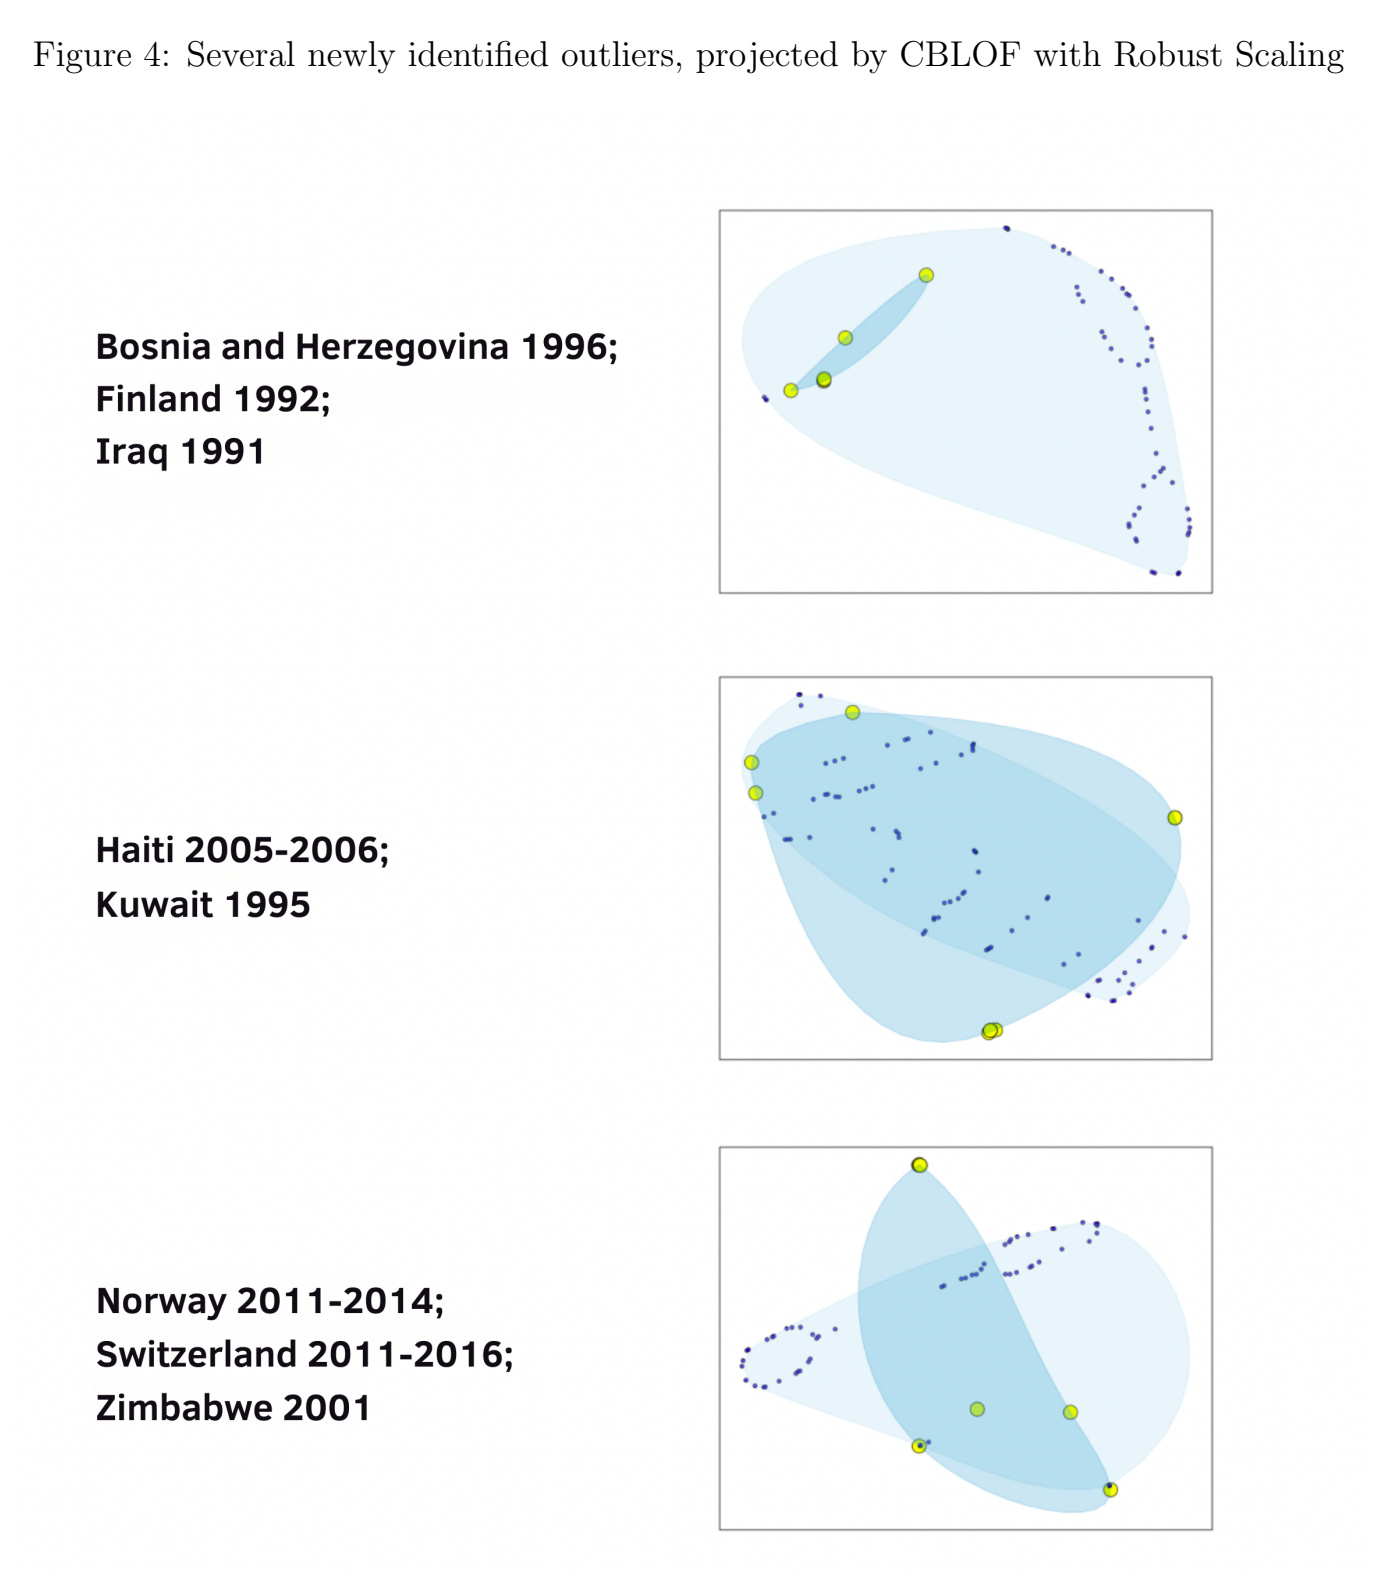 Figure 4: Several newly identified outliers, projected by CBLOF with Robust Scaling
Bosnia and Herzegovina 1996;
Finland 1992;
Iraq 1991
Haiti 2005-2006;
Kuwait 1995
Norway 2011-2014;
Switzerland 2011-2016;
Zimbabwe 2001